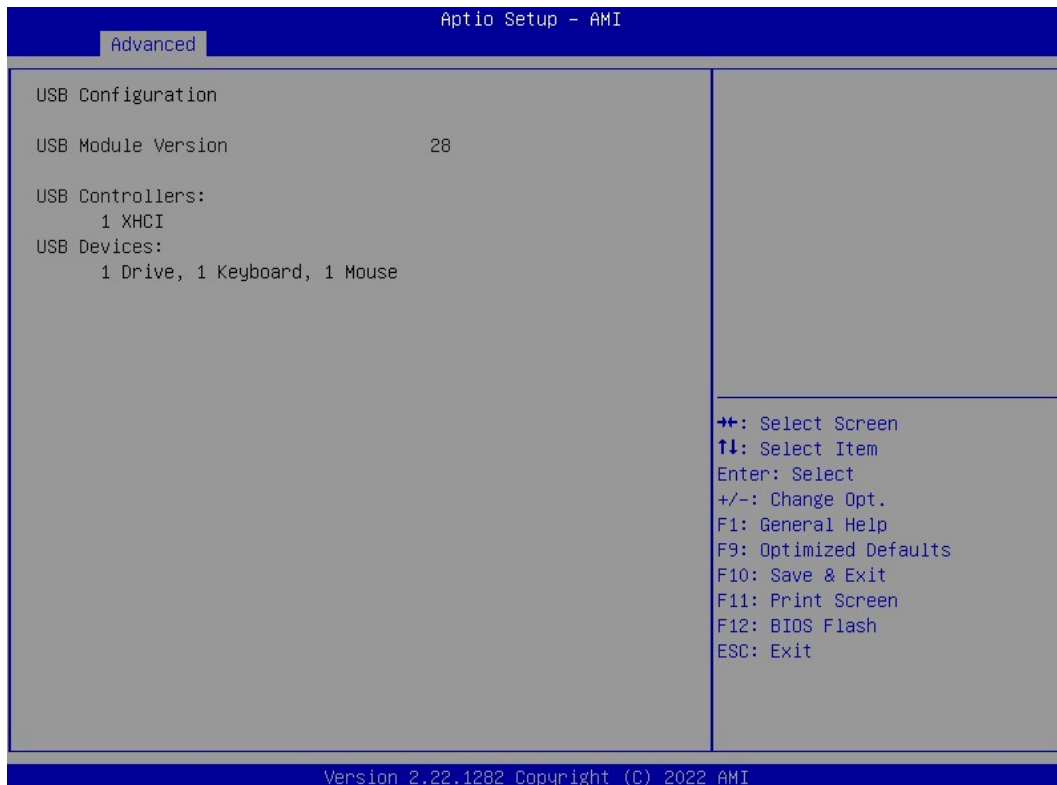 Aptio Setup – AMI
Advanced
USB Configuration
USB Module Version 28
USB Controllers:
1 XHCI
USB Devices:
1 Drive, 1 Keyboard, 1 Mouse
→←: Select Screen
↑↓: Select Item
Enter: Select
+/-: Change Opt.
F1: General Help
F9: Optimized Defaults
F10: Save & Exit
F11: Print Screen
F12: BIOS Flash
ESC: Exit
Version 2.22.1282 Copyright (C) 2022 AMI